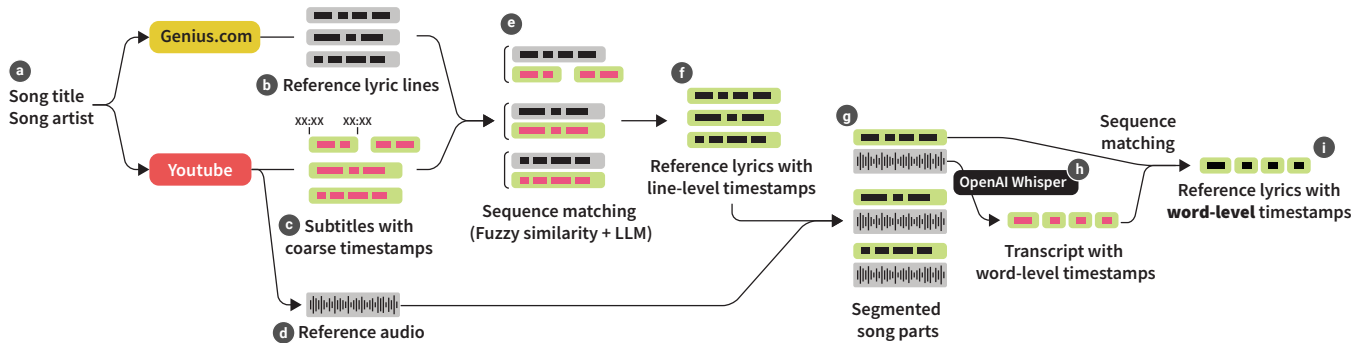 a
Song title
Song artist
Genius.com
Youtube
b Reference lyric lines
XX:XX XX:XX
c Subtitles with
coarse timestamps
d Reference audio
e
Sequence matching
(Fuzzy similarity + LLM)
f
Reference lyrics with
line-level timestamps
g
Segmented
song parts
OpenAI Whisper h
Transcript with
word-level timestamps
Sequence
matching
i
Reference lyrics with
word-level timestamps